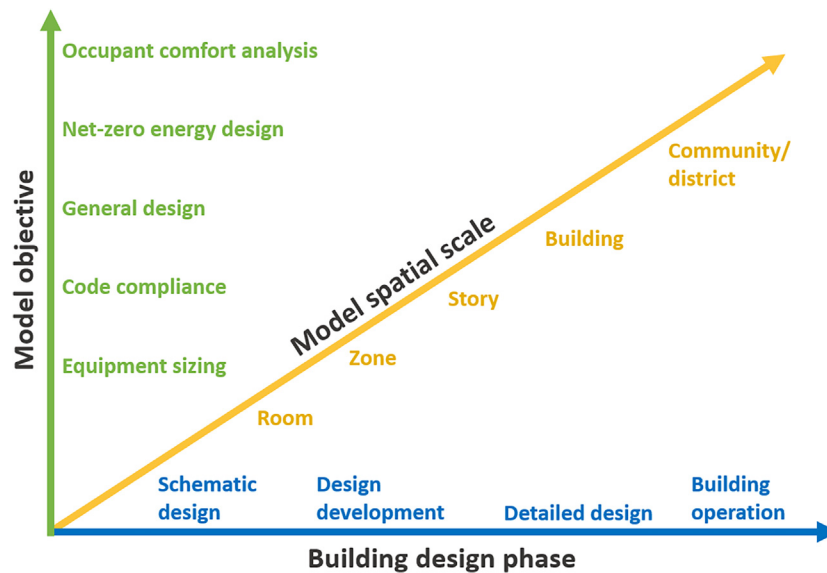 Model objective
Occupant comfort analysis
Net-zero energy design
General design
Code compliance
Equipment sizing
Model spatial scale
Community/
district
Building
Story
Zone
Room
Schematic
design
Design
development
Detailed design
Building
operation
Building design phase